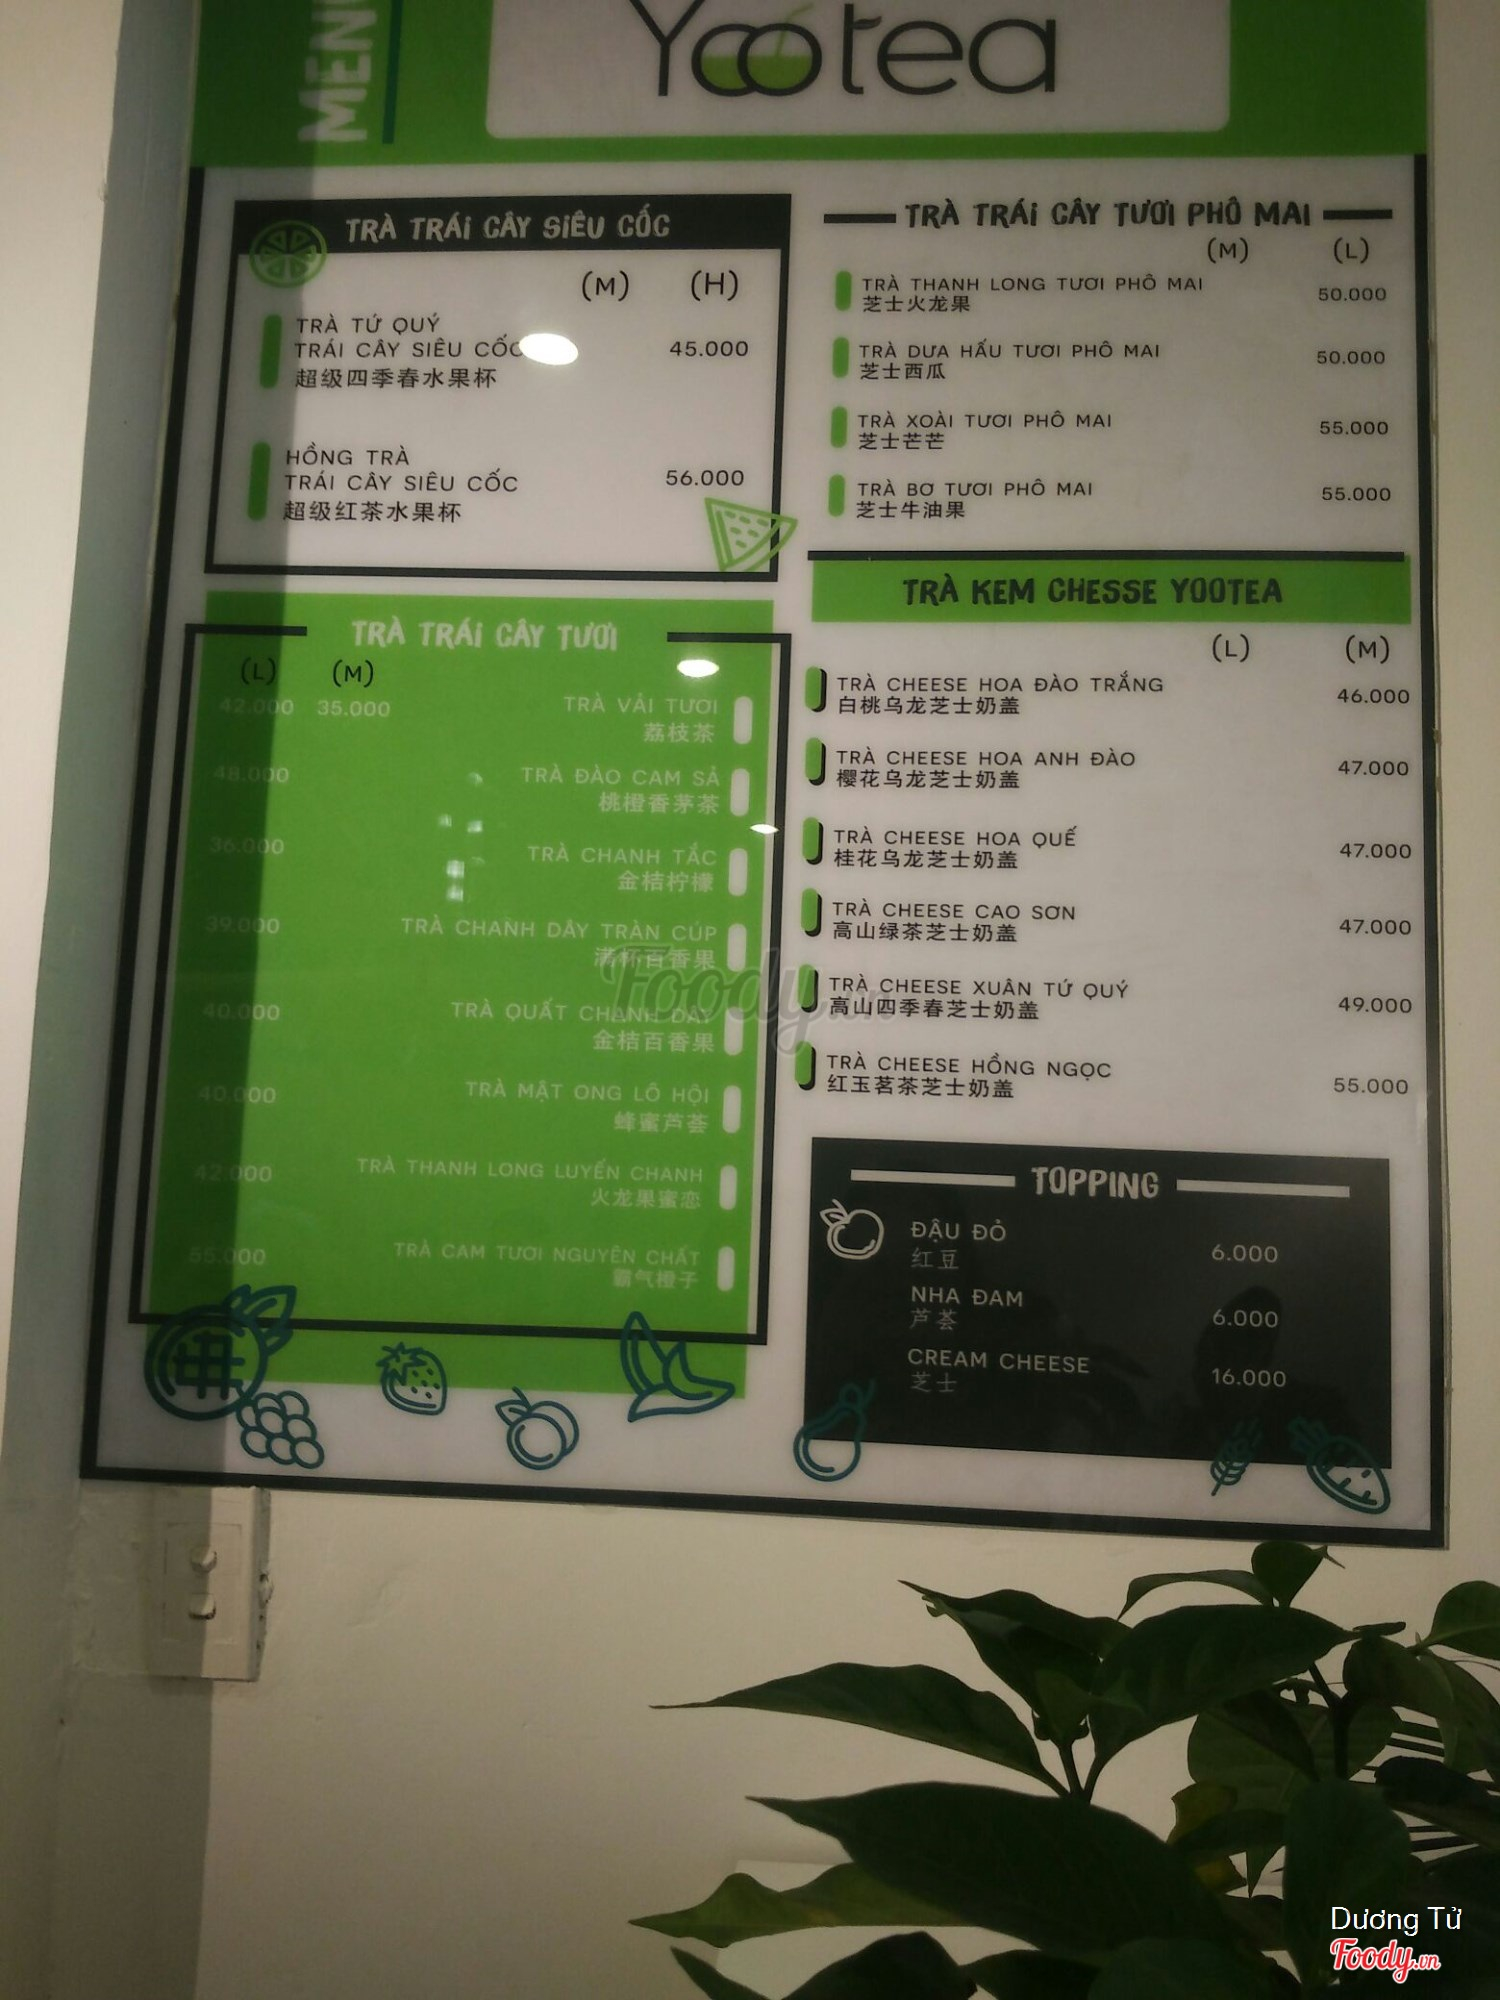 MENU
Yootea
TRÀ TRÁI CÂY SIÊU CỐC
(M) (H)
TRÀ TỨ QUÝ
TRÁI CÂY SIÊU CỐC 45.000
超级四季春水果杯
HỒNG TRÀ
TRÁI CÂY SIÊU CỐC 56.000
超级红茶水果杯
TRÀ TRÁI CÂY TƯƠI
(L) (M)
42.000 35.000 TRÀ VẢI TƯƠI
荔枝茶
48.000 TRÀ ĐÀO CAM SẢ
桃橙香茅茶
36.000 TRÀ CHANH TẮC
金桔柠檬
39.000 TRÀ CHANH DÂY TRÀN CÚP
满杯百香果
40.000 TRÀ QUẤT CHANH DÂY
金桔百香果
40.000 TRÀ MẬT ONG LÔ HỘI
蜂蜜芦荟
42.000 TRÀ THANH LONG LUYẾN CHANH
火龙果蜜恋
55.000 TRÀ CAM TƯƠI NGUYÊN CHẤT
霸气橙子
TRÀ TRÁI CÂY TƯƠI PHÔ MAI
(M) (L)
TRÀ THANH LONG TƯƠI PHÔ MAI 50.000
芝士火龙果
TRÀ DƯA HẤU TƯƠI PHÔ MAI 50.000
芝士西瓜
TRÀ XOÀI TƯƠI PHÔ MAI 55.000
芝士芒芒
TRÀ BƠ TƯƠI PHÔ MAI 55.000
芝士牛油果
TRÀ KEM CHESSE YOOTEA
(L) (M)
TRÀ CHEESE HOA ĐÀO TRẮNG 46.000
白桃乌龙芝士奶盖
TRÀ CHEESE HOA ANH ĐÀO 47.000
樱花乌龙芝士奶盖
TRÀ CHEESE HOA QUẾ 47.000
桂花乌龙芝士奶盖
TRÀ CHEESE CAO SƠN 47.000
高山绿茶芝士奶盖
TRÀ CHEESE XUÂN TỨ QUÝ 49.000
高山四季春芝士奶盖
TRÀ CHEESE HỒNG NGỌC 55.000
红玉茗茶芝士奶盖
TOPPING
ĐẬU ĐỎ 6.000
红豆
NHA ĐAM 6.000
芦荟
CREAM CHEESE 16.000
芝士
Foody.vn
Dương Tử
Foody.vn